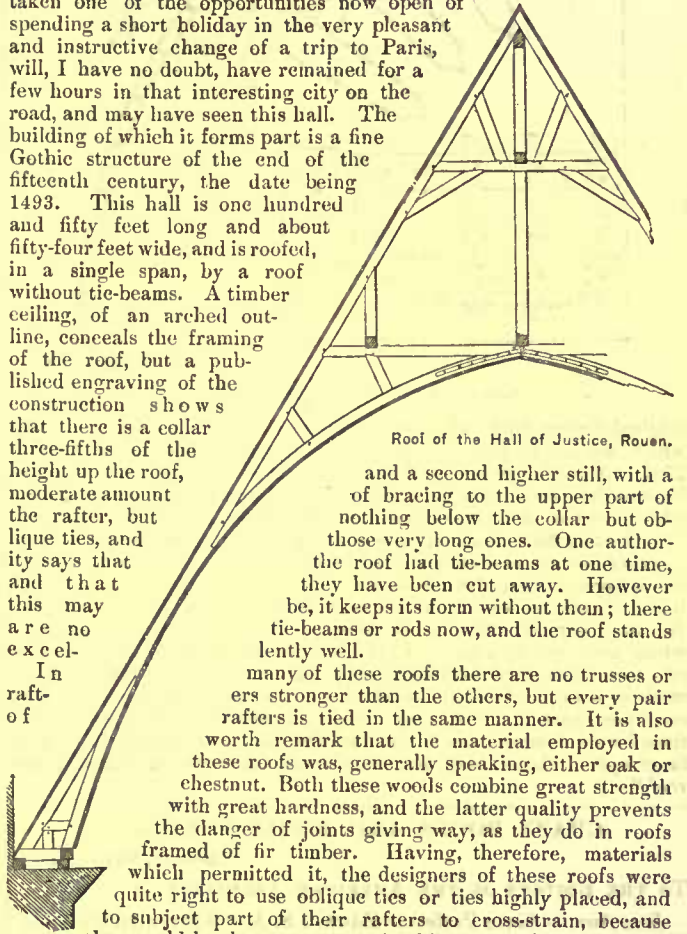 taken one of the opportunities now open of
spending a short holiday in the very pleasant
and instructive change of a trip to Paris,
will, I have no doubt, have remained for a
few hours in that interesting city on the
road, and may have seen this hall. The
building of which it forms part is a fine
Gothic structure of the end of the
fifteenth century, the date being
1493. This hall is one hundred
and fifty feet long and about
fifty-four feet wide, and is roofed,
in a single span, by a roof
without tie-beams. A timber
ceiling, of an arched out-
line, conceals the framing
of the roof, but a pub-
lished engraving of the
construction shows
that there is a collar
three-fifths of the
height up the roof, and a second higher still, with a
moderate amount of bracing to the upper part of
the rafter, but nothing below the collar but ob-
lique ties, and those very long ones. One author-
ity says that the roof had tie-beams at one time,
and that they have been cut away. However
this may be, it keeps its form without them; there
are no tie-beams or rods now, and the roof stands
excel- lently well.
In many of these roofs there are no trusses or
raft- ers stronger than the others, but every pair
of rafters is tied in the same manner. It is also
worth remark that the material employed in
these roofs was, generally speaking, either oak or
chestnut. Both these woods combine great strength
with great hardness, and the latter quality prevents
the danger of joints giving way, as they do in roofs
framed of fir timber. Having, therefore, materials
which permitted it, the designers of these roofs were
quite right to use oblique ties or ties highly placed, and
to subject part of their rafters to cross-strain, because
Roof of the Hall of Justice, Rouen.